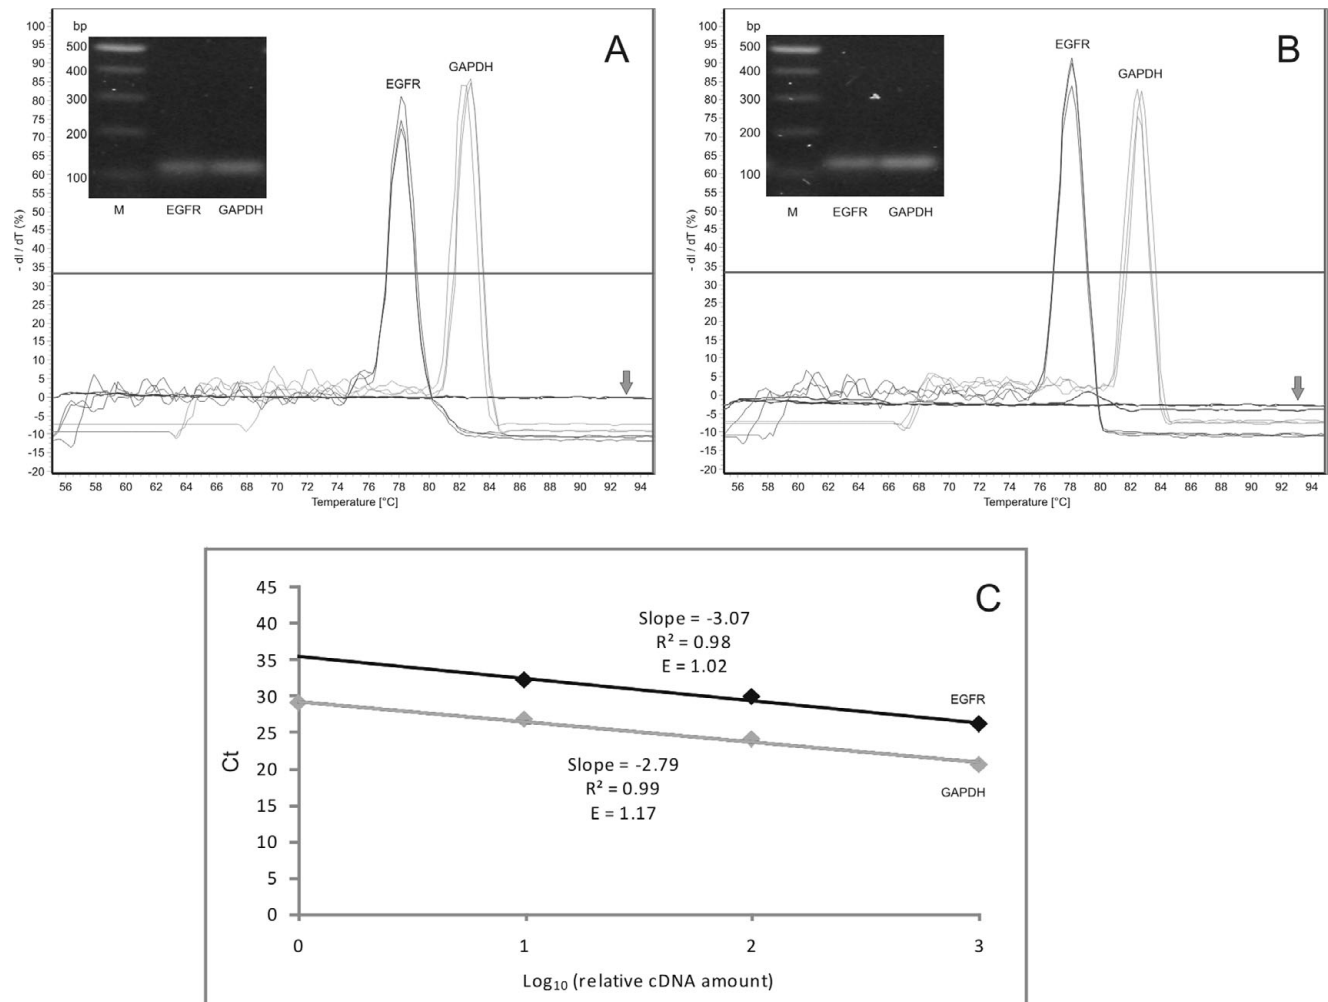 A
bp
500
400
300
200
100
M EGFR GAPDH
EGFR
GAPDH
- dI / dT (%)
105
100
95
90
85
80
75
70
65
60
55
50
45
40
35
30
25
20
15
10
5
0
-5
-10
-15
-20
56 58 60 62 64 66 68 70 72 74 76 78 80 82 84 86 88 90 92 94
Temperature [°C]
B
bp
500
400
300
200
100
M EGFR GAPDH
EGFR
GAPDH
- dI / dT (%)
100
95
90
85
80
75
70
65
60
55
50
45
40
35
30
25
20
15
10
5
0
-5
-10
-15
-20
56 58 60 62 64 66 68 70 72 74 76 78 80 82 84 86 88 90 92 94
Temperature [°C]
C
Ct
45
40
35
30
25
20
15
10
5
0
Slope = -3.07
R² = 0.98
E = 1.02
EGFR
Slope = -2.79
R² = 0.99
E = 1.17
GAPDH
0 1 2 3
Log₁₀ (relative cDNA amount)